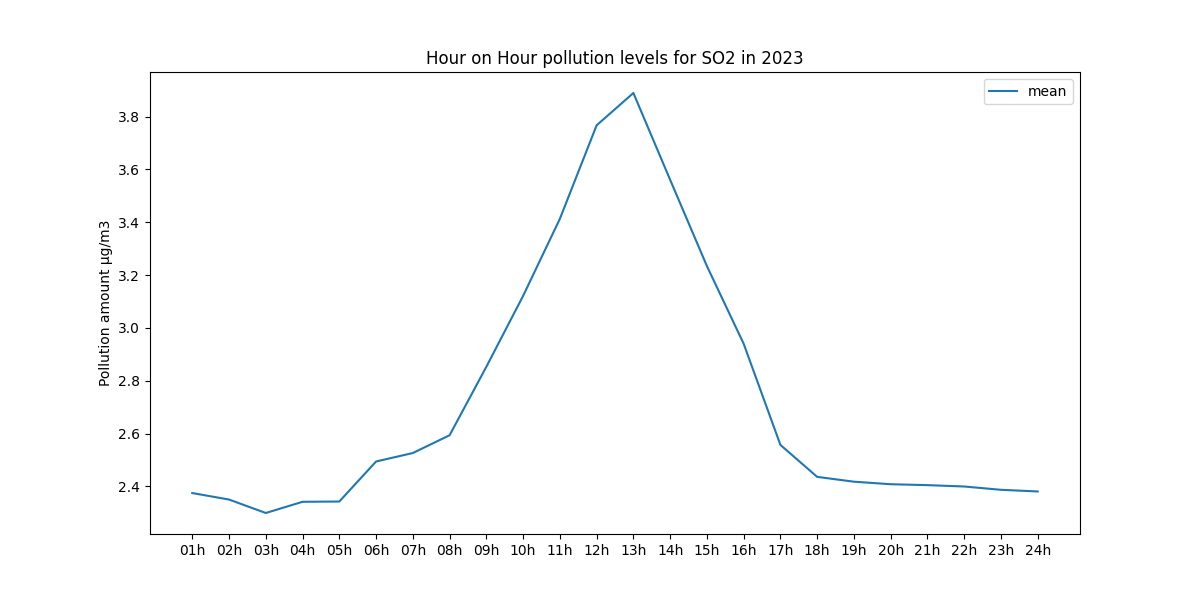 Hour on Hour pollution levels for SO2 in 2023
mean
Pollution amount µg/m3
3.8
3.6
3.4
3.2
3.0
2.8
2.6
2.4
01h 02h 03h 04h 05h 06h 07h 08h 09h 10h 11h 12h 13h 14h 15h 16h 17h 18h 19h 20h 21h 22h 23h 24h